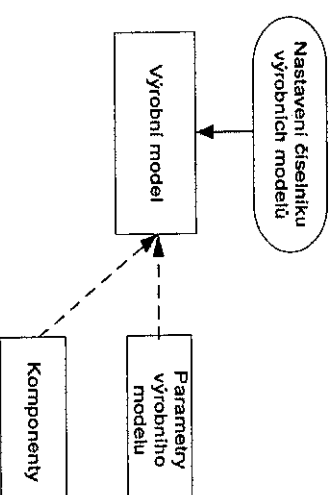 Nastavení číselníku
výrobních modelů
Výrobní model
Parametry
výrobního
modelu
Komponenty